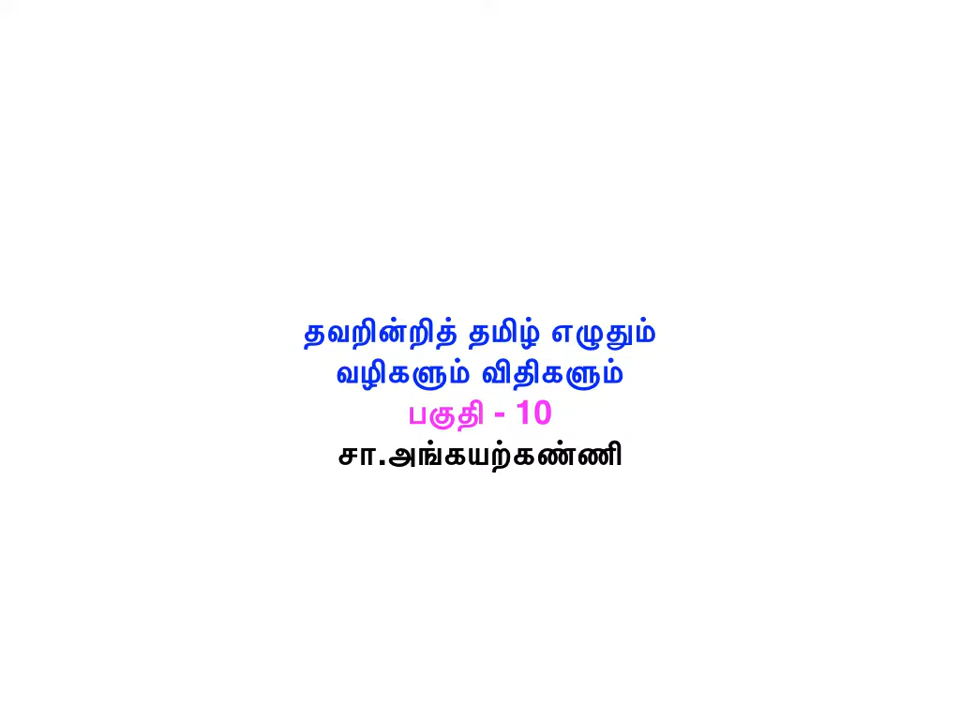 தவறின்றித் தமிழ் எழுதும்
வழிகளும் விதிகளும்
பகுதி - 10
சா.அங்கயற்கண்ணி